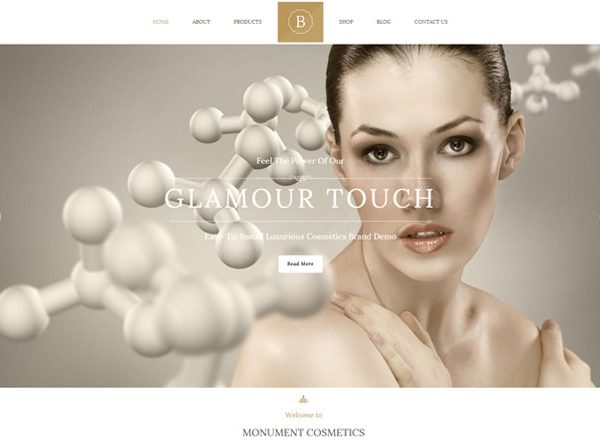 HOME ABOUT PRODUCTS B SHOP BLOG CONTACT US
Feel The Power Of Our
GLAMOUR TOUCH
Easy-To-Install Luxurious Cosmetics Brand Demo
Read More
Welcome to
MONUMENT COSMETICS